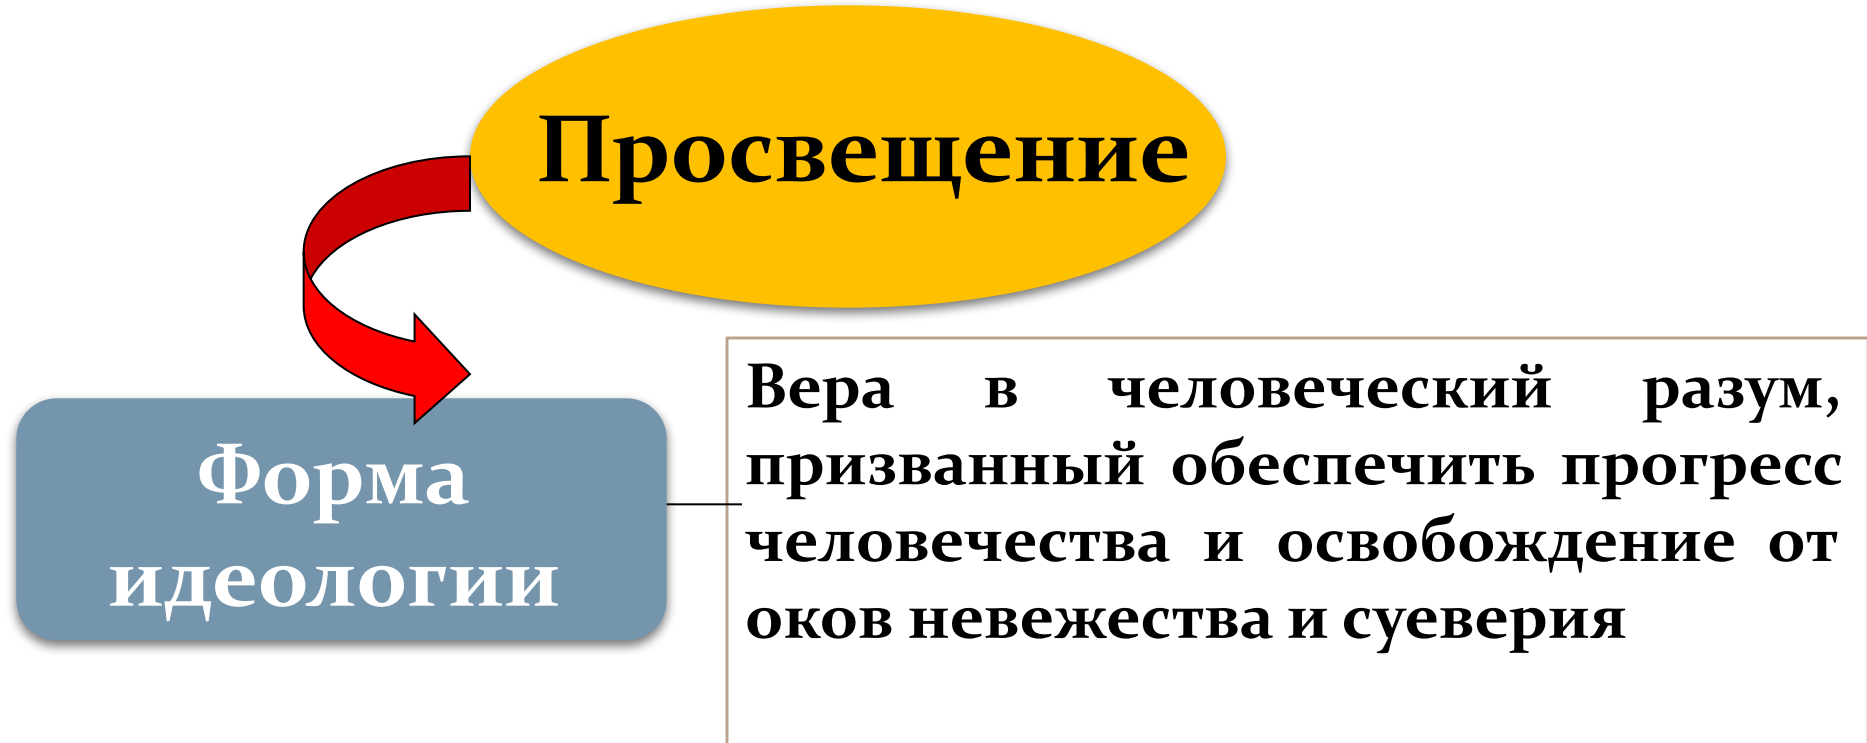 Просвещение
Форма
идеологии
Вера в человеческий разум,
призванный обеспечить прогресс
человечества и освобождение от
оков невежества и суеверия